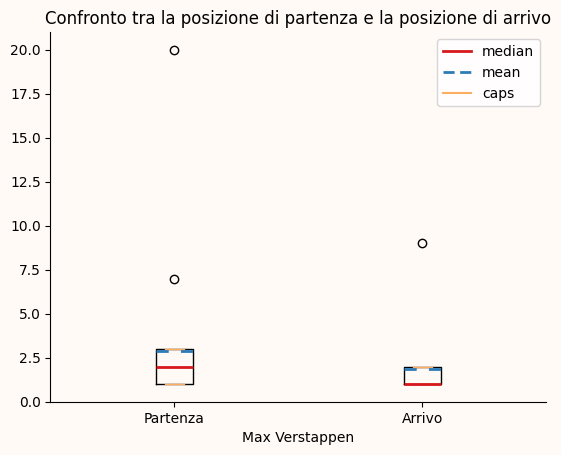 Confronto tra la posizione di partenza e la posizione di arrivo
median
mean
caps
20.0
17.5
15.0
12.5
10.0
7.5
5.0
2.5
0.0
Partenza
Arrivo
Max Verstappen